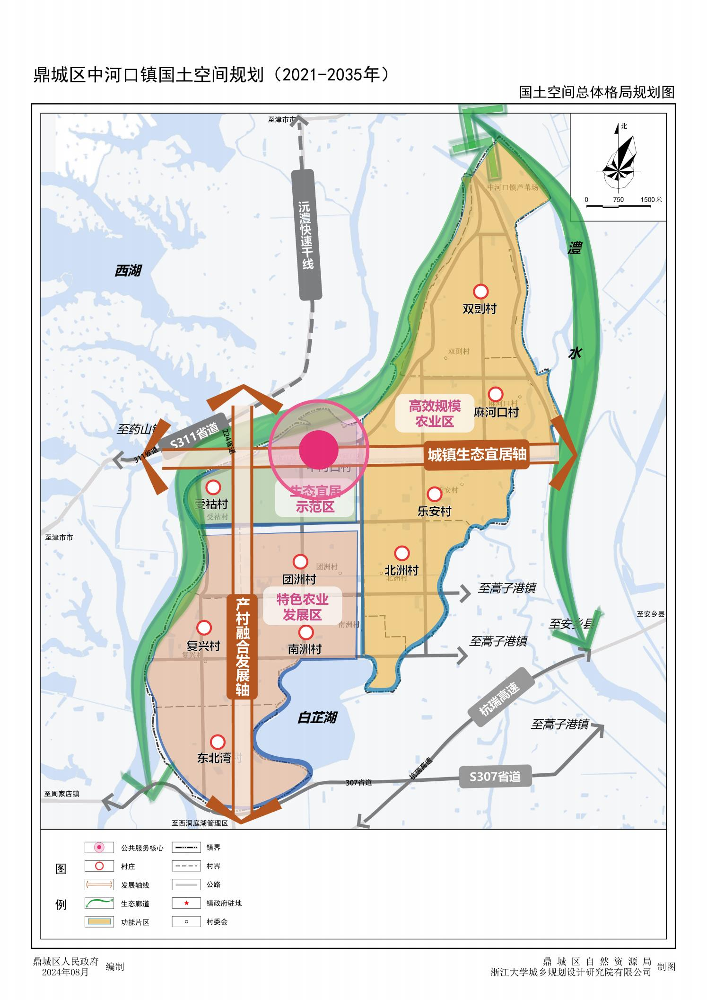 鼎城区中河口镇国土空间规划（2021-2035年）
国土空间总体格局规划图
至津市市
北
0 750 1500米
中河口镇芦苇场
沅澧快速干线
澧水
西湖
双剅村
双剅村
高效规模
农业区
麻河口村
麻河口村
至药山镇
S311省道
311省道
224省道
城镇生态宜居轴
中河口村
生态宜居
示范区
受祜村
受祜村
乐安村
乐安村
至津市市
团洲村
团洲村
北洲村
北洲村
特色农业
发展区
至蒿子港镇
至安乡县
至安乡县
南洲村
南洲村
至蒿子港镇
复兴村
复兴村
产村融合发展轴
杭瑞高速
白芷湖
至蒿子港镇
东北湾
杭瑞高速
S307省道
307省道
至周家店镇
至西洞庭湖管理区
图例
公共服务核心
镇界
村庄
村界
发展轴线
公路
生态廊道
镇政府驻地
功能片区
村委会
鼎城区人民政府
2024年08月
编制
鼎城区自然资源局
浙江大学城乡规划设计研究院有限公司
制图